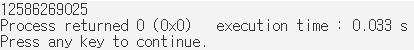 12586269025
Process returned 0 (0x0)   execution time : 0.033 s
Press any key to continue.